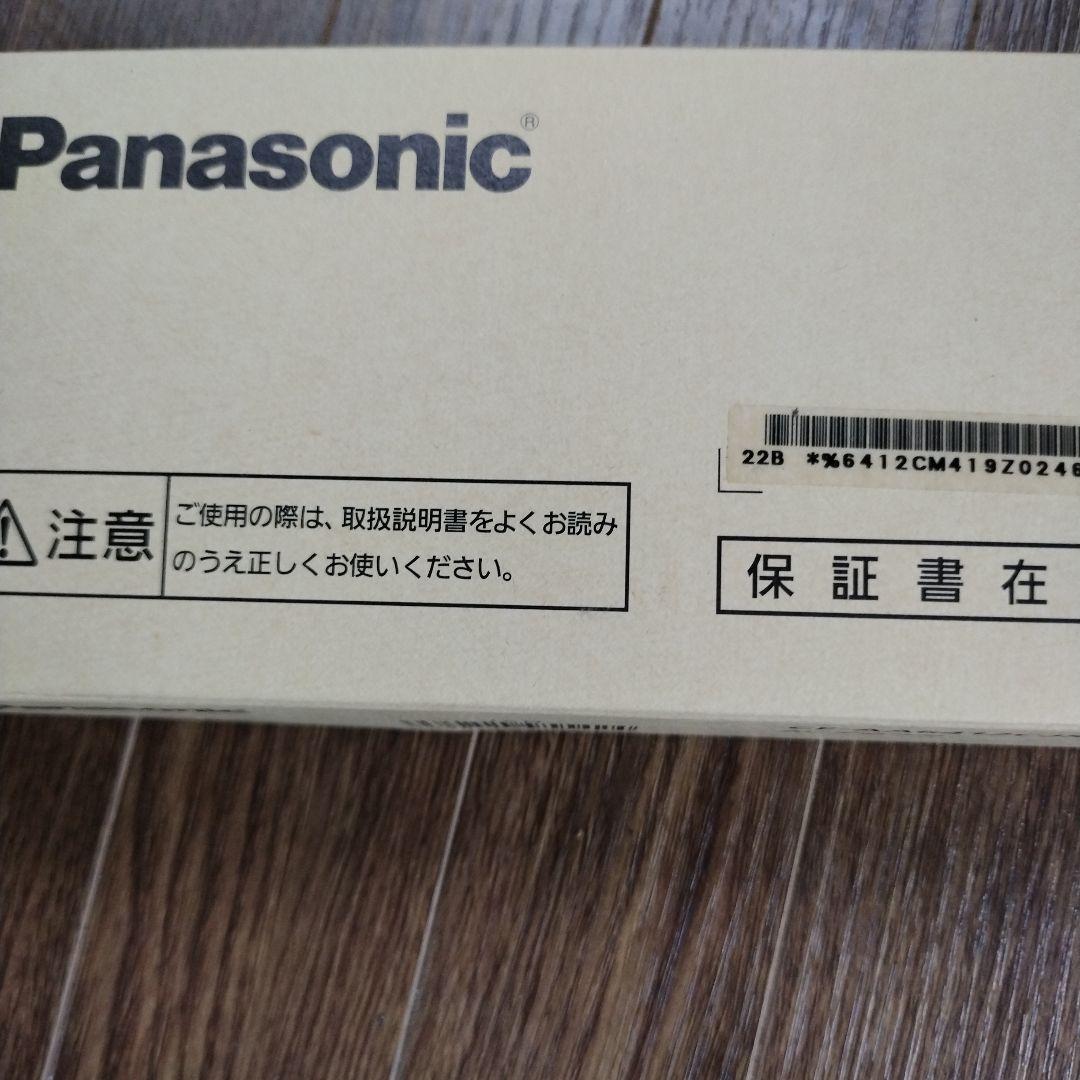 Panasonic®
22B *%6412CM419Z0246
注意
ご使用の際は、取扱説明書をよくお読み
のうえ正しくお使いください。
保証書在